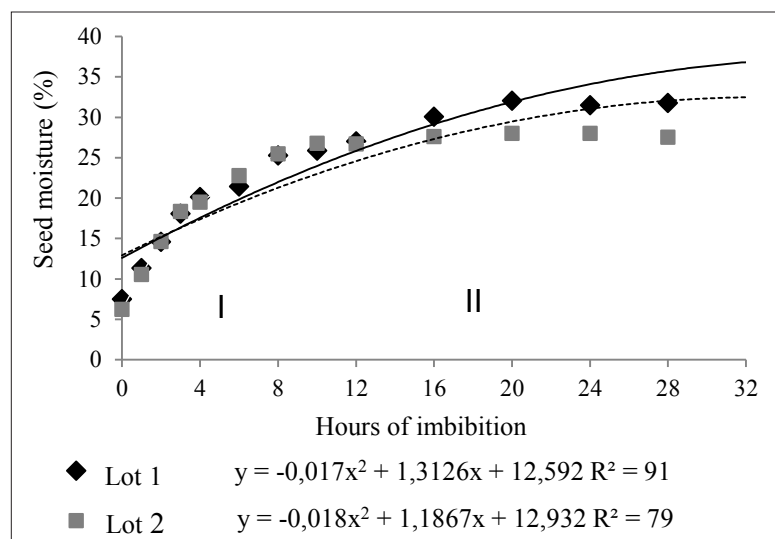 40
35
30
25
20
15
10
5
0
Seed moisture (%)
I
II
0 4 8 12 16 20 24 28 32
Hours of imbibition
Lot 1 y = -0,017x² + 1,3126x + 12,592 R² = 91
Lot 2 y = -0,018x² + 1,1867x + 12,932 R² = 79